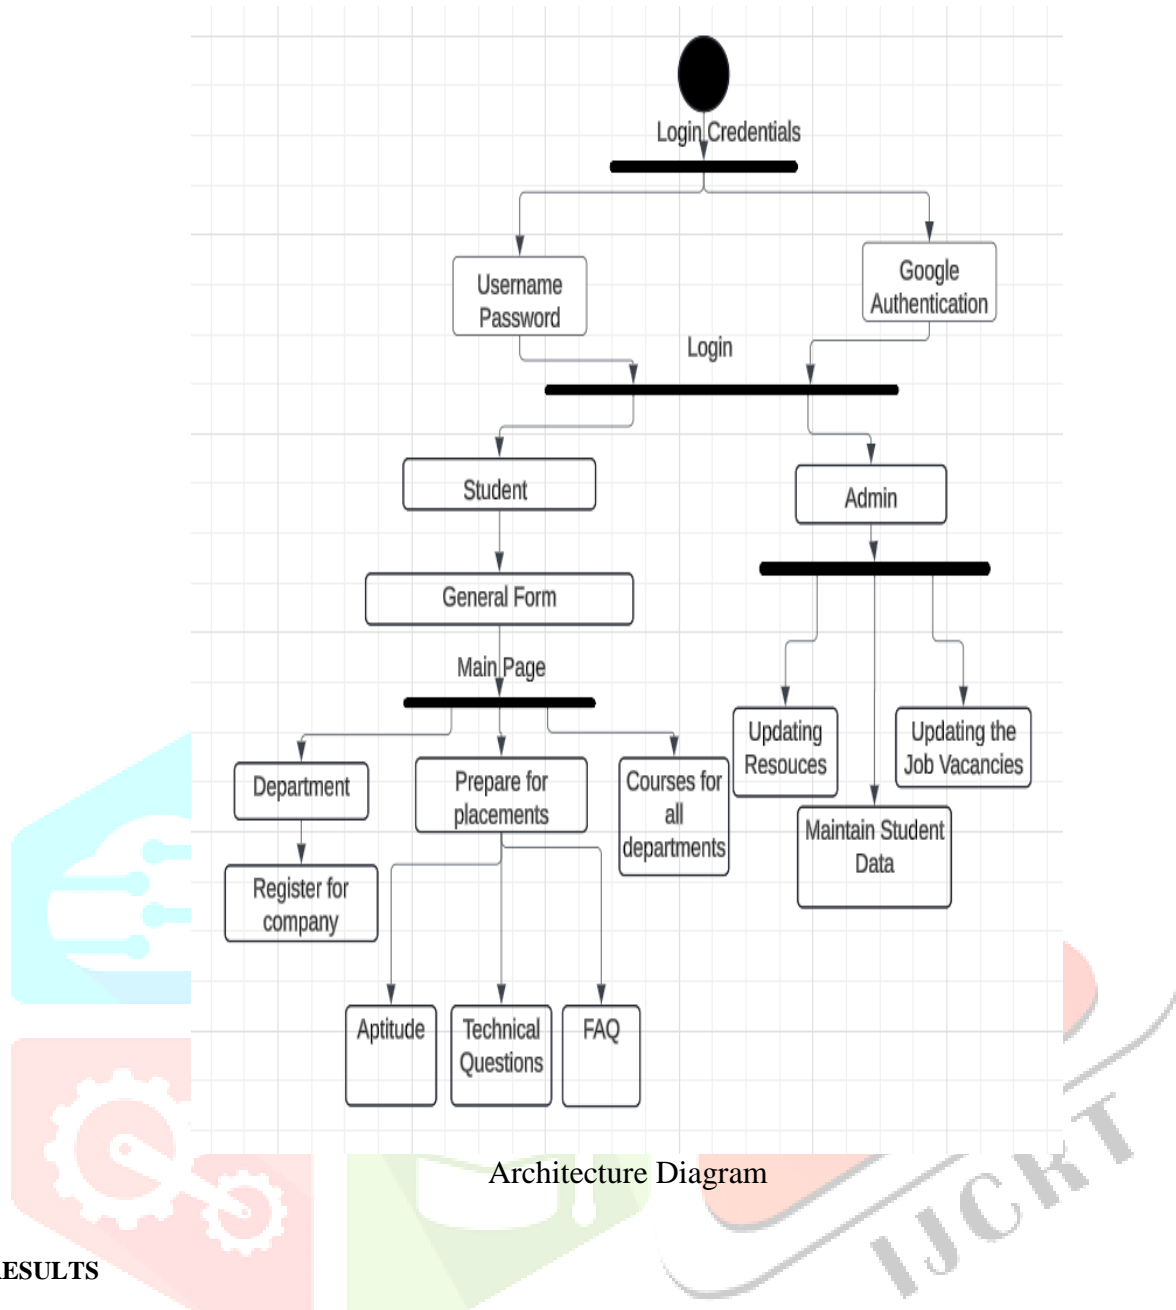 Login Credentials
Username
Password
Google
Authentication
Login
Student
Admin
General Form
Main Page
Department
Prepare for
placements
Courses for
all
departments
Updating
Resouces
Updating the
Job Vacancies
Maintain Student
Data
Register for
company
Aptitude
Technical
Questions
FAQ
Architecture Diagram
IJCRT
RESULTS